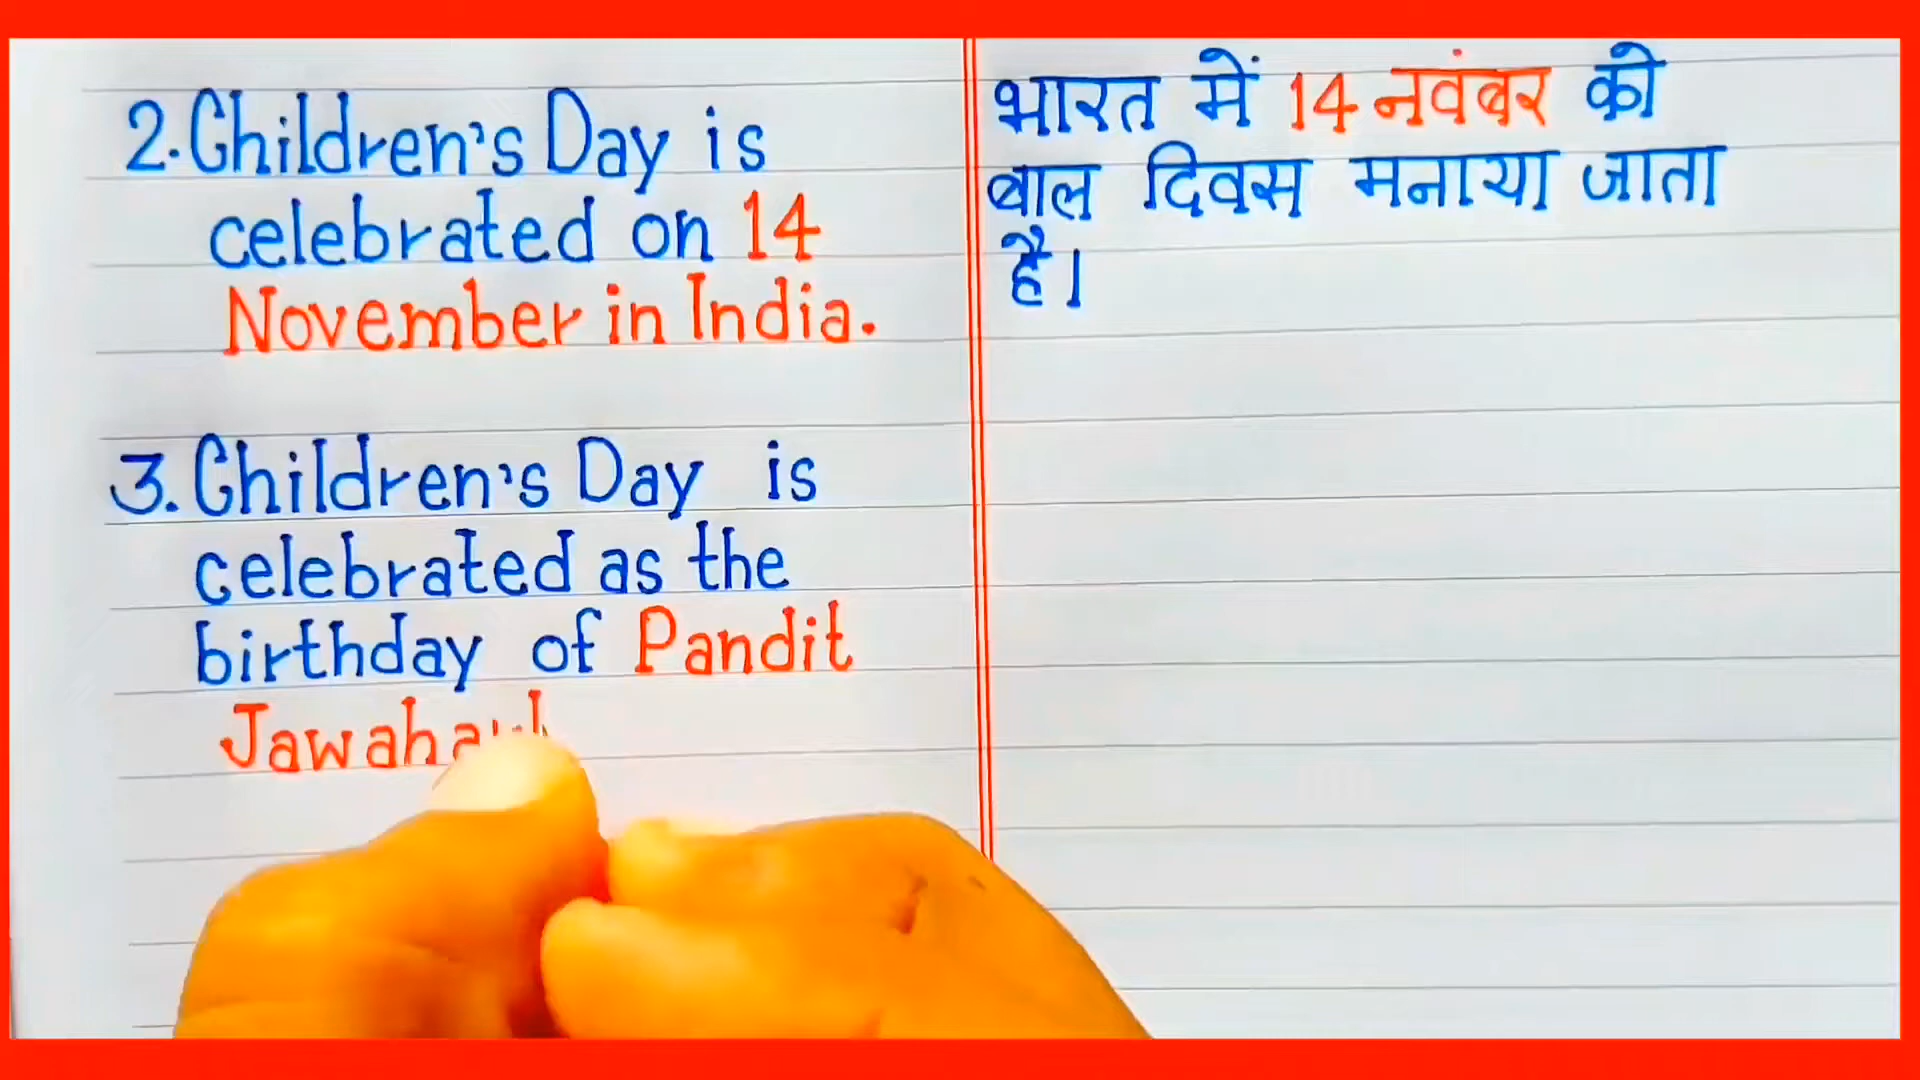 2. Children's Day is
celebrated on 14
November in India.
3. Children's Day is
celebrated as the
birthday of Pandit
भारत में 14 नवंबर को
बाल दिवस मनाया जाता
है।